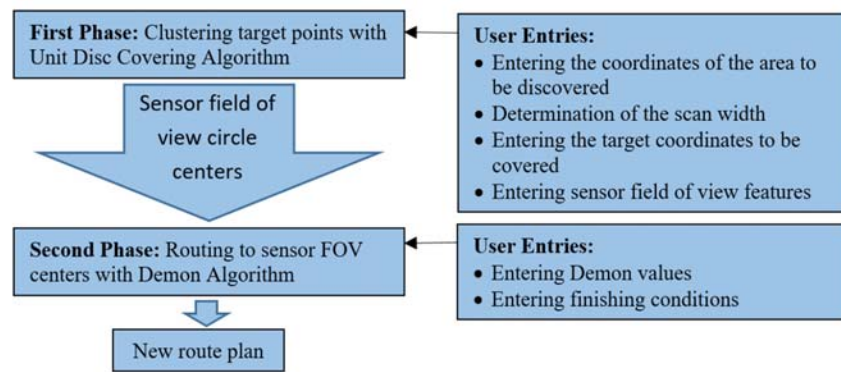 First Phase: Clustering target points with
Unit Disc Covering Algorithm
Sensor field of
view circle
centers
Second Phase: Routing to sensor FOV
centers with Demon Algorithm
New route plan
User Entries:
• Entering the coordinates of the area to
be discovered
• Determination of the scan width
• Entering the target coordinates to be
covered
• Entering sensor field of view features
User Entries:
• Entering Demon values
• Entering finishing conditions